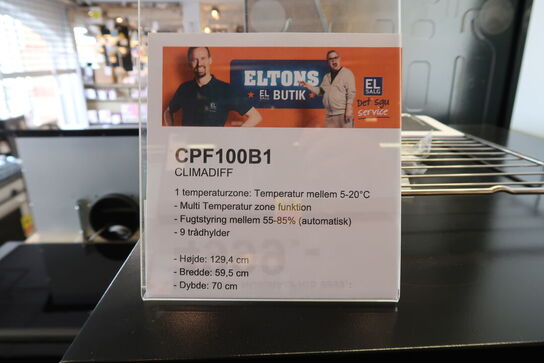 ELTONS
EL SALG BUTIK
EL
SALG
Det sgu
service
CPF100B1
CLIMADIFF
1 temperaturzone: Temperatur mellem 5-20°C
- Multi Temperatur zone funktion
- Fugtstyring mellem 55-85% (automatisk)
- 9 trådhylder
- Højde: 129,4 cm
- Bredde: 59,5 cm
- Dybde: 70 cm